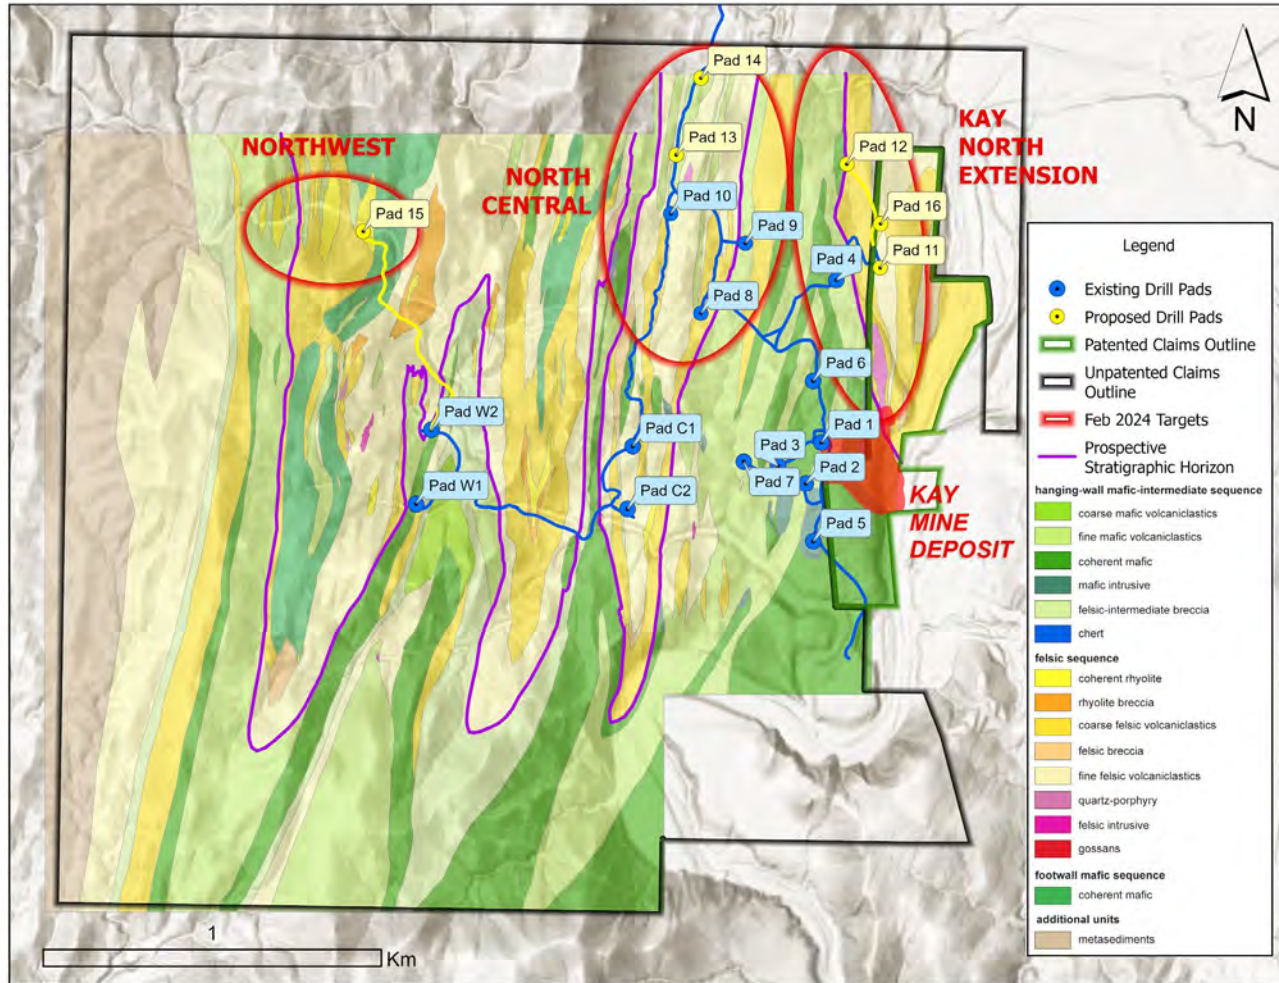 Pad 14
KAY
NORTH
EXTENSION
N
NORTHWEST
Pad 13
Pad 12
NORTH
CENTRAL
Pad 10
Pad 15
Pad 16
Pad 9
Pad 11
Pad 4
Pad 8
Pad 6
Pad W2
Pad C1
Pad 3
Pad 1
Pad 2
Pad 7
Pad W1
Pad C2
Pad 5
KAY
MINE
DEPOSIT
1
Km
Legend
Existing Drill Pads
Proposed Drill Pads
Patented Claims Outline
Unpatented Claims
Outline
Feb 2024 Targets
Prospective
Stratigraphic Horizon
hanging-wall mafic-intermediate sequence
coarse mafic volcaniclastics
fine mafic volcaniclastics
coherent mafic
mafic intrusive
felsic-intermediate breccia
chert
felsic sequence
coherent rhyolite
rhyolite breccia
coarse felsic volcaniclastics
felsic breccia
fine felsic volcaniclastics
quartz-porphyry
felsic intrusive
gossans
footwall mafic sequence
coherent mafic
additional units
metasediments